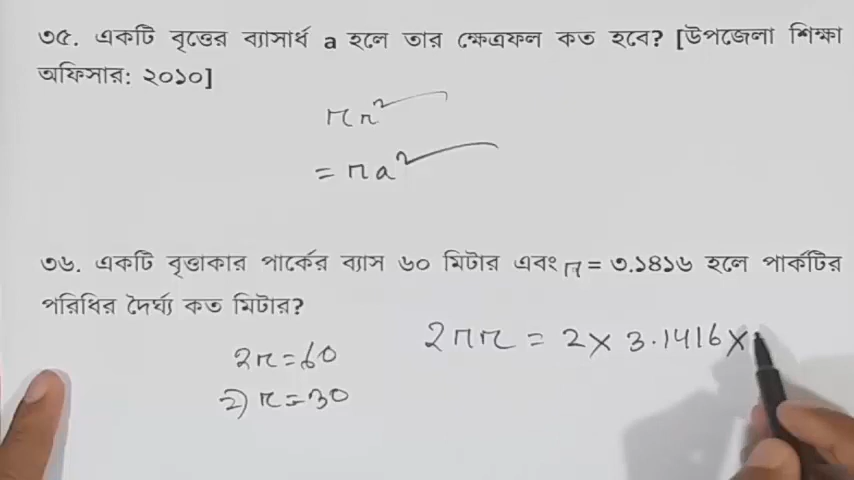 ৩৫. একটি বৃত্তের ব্যাসার্ধ a হলে তার ক্ষেত্রফল কত হবে? [উপজেলা শিক্ষা
অফিসার: ২০১০]
πr²
= πa²
৩৬. একটি বৃত্তাকার পার্কের ব্যাস ৬০ মিটার এবং π = ৩.১৪১৬ হলে পার্কটির
পরিধির দৈর্ঘ্য কত মিটার?
2r = 60
⇒ r = 30
2πr = 2 × 3.1416 ×